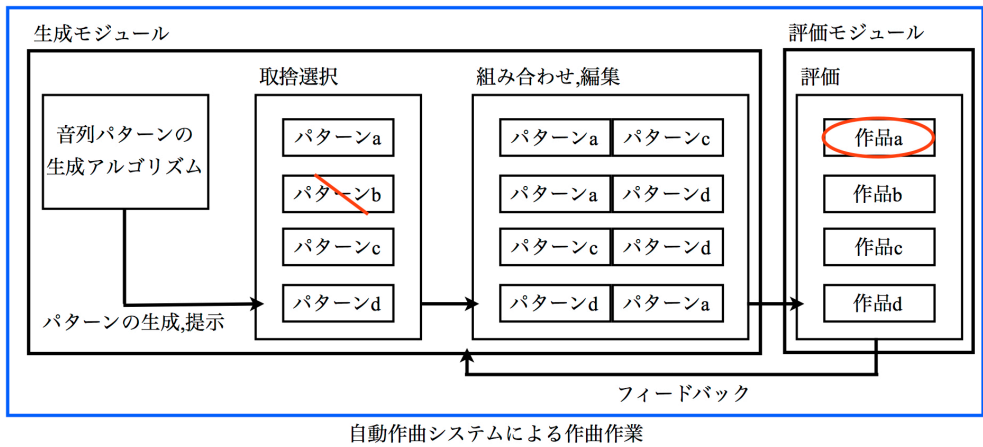 生成モジュール
評価モジュール
取捨選択
組み合わせ,編集
評価
音列パターンの
生成アルゴリズム
パターンa
パターンb
パターンc
パターンd
パターンa パターンc
パターンa パターンd
パターンc パターンd
パターンd パターンa
作品a
作品b
作品c
作品d
パターンの生成,提示
フィードバック
自動作曲システムによる作曲作業